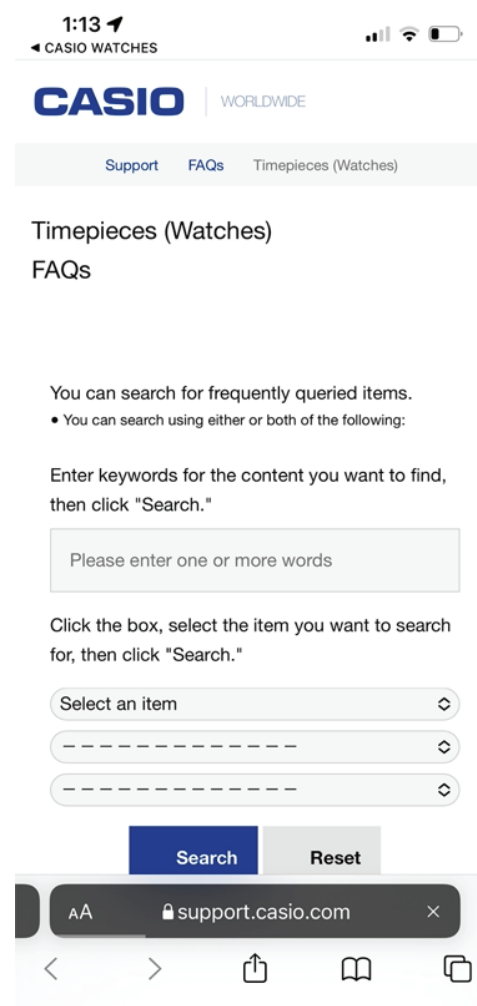 1:13
◀ CASIO WATCHES
CASIO WORLDWIDE
Support FAQs Timepieces (Watches)
Timepieces (Watches)
FAQs
You can search for frequently queried items.
• You can search using either or both of the following:
Enter keywords for the content you want to find,
then click "Search."
Please enter one or more words
Click the box, select the item you want to search
for, then click "Search."
Select an item
– – – – – – – – – – – – –
– – – – – – – – – – – – –
Search Reset
AA support.casio.com ×